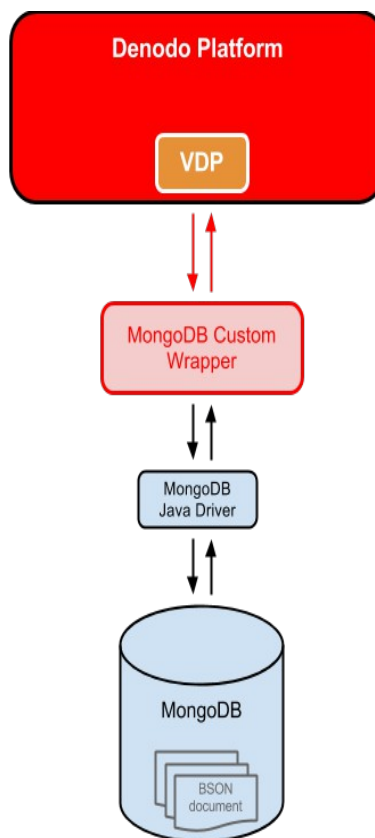 Denodo Platform
VDP
MongoDB Custom
Wrapper
MongoDB
Java Driver
MongoDB
BSON
document